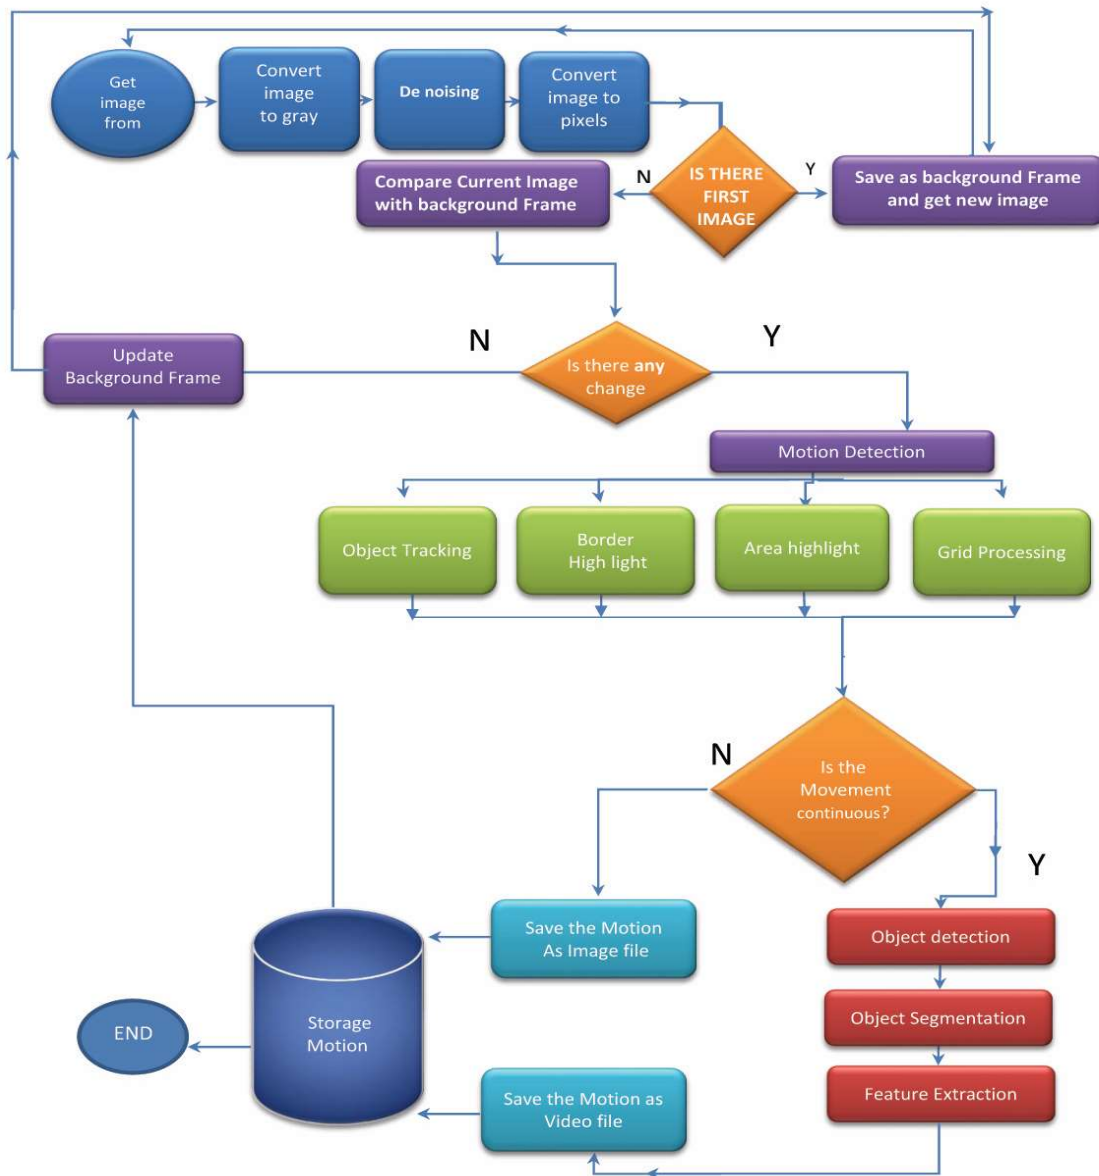 Get
image
from
Convert
image
to gray
De noising
Convert
image to
pixels
N
IS THERE
FIRST
IMAGE
Y
Compare Current Image
with background Frame
Save as background Frame
and get new image
Update
Background Frame
N
Is there any
change
Y
Motion Detection
Object Tracking
Border
High light
Area highlight
Grid Processing
N
Is the
Movement
continuous?
Y
Save the Motion
As Image file
Object detection
Object Segmentation
Feature Extraction
END
Storage
Motion
Save the Motion as
Video file